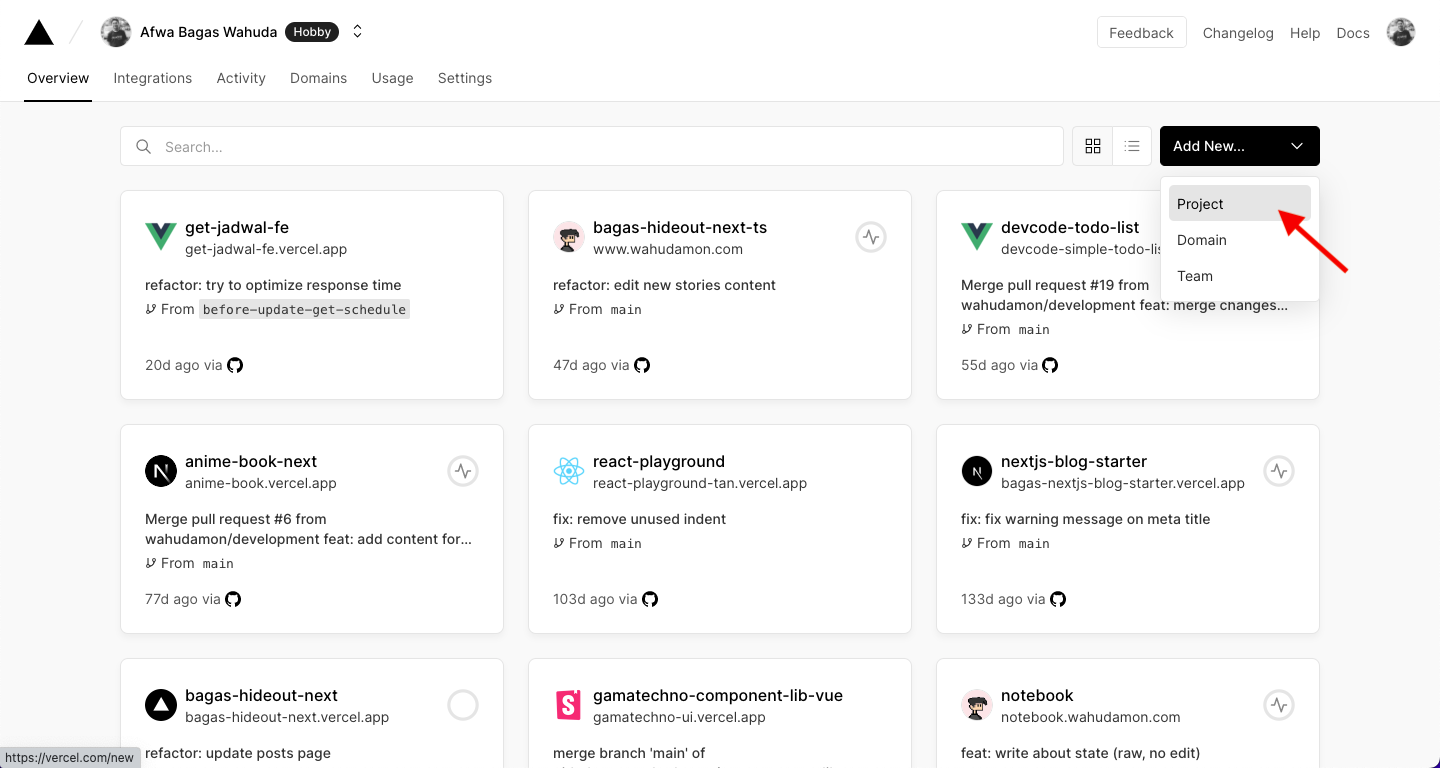 Afwa Bagas Wahuda Hobby
Feedback Changelog Help Docs
Overview Integrations Activity Domains Usage Settings
Search...
Add New...
Project
Domain
Team
get-jadwal-fe
get-jadwal-fe.vercel.app
refactor: try to optimize response time
From before-update-get-schedule
20d ago via
bagas-hideout-next-ts
www.wahudamon.com
refactor: edit new stories content
From main
47d ago via
devcode-todo-list
devcode-simple-todo-lis
Merge pull request #19 from
wahudamon/development feat: merge changes...
From main
55d ago via
anime-book-next
anime-book.vercel.app
Merge pull request #6 from
wahudamon/development feat: add content for...
From main
77d ago via
react-playground
react-playground-tan.vercel.app
fix: remove unused indent
From main
103d ago via
nextjs-blog-starter
bagas-nextjs-blog-starter.vercel.app
fix: fix warning message on meta title
From main
133d ago via
bagas-hideout-next
bagas-hideout-next.vercel.app
refactor: update posts page
gamatechno-component-lib-vue
gamatechno-ui.vercel.app
merge branch 'main' of
notebook
notebook.wahudamon.com
feat: write about state (raw, no edit)
https://vercel.com/new